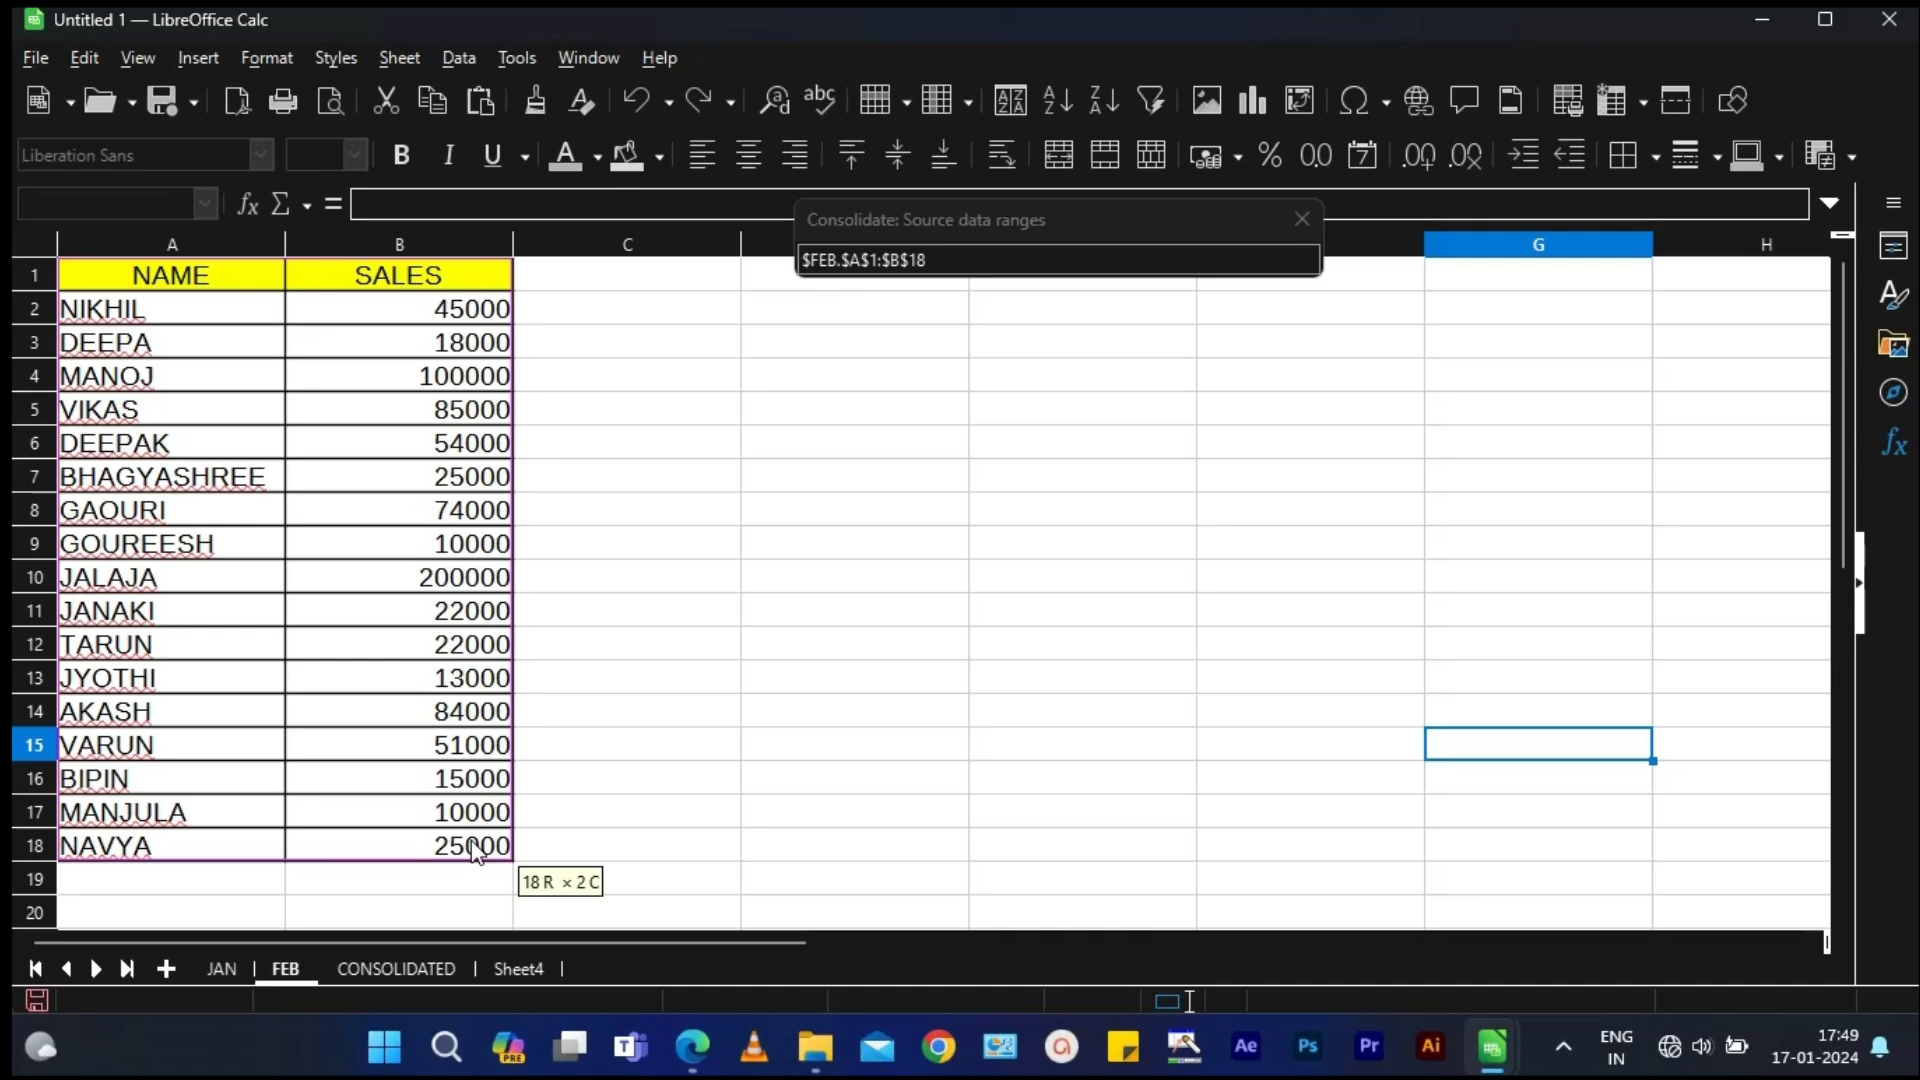 Untitled 1 — LibreOffice Calc
File Edit View Insert Format Styles Sheet Data Tools Window Help
Liberation Sans
Consolidate: Source data ranges
$FEB.$A$1:$B$18
A B C G H
1 NAME SALES
2 NIKHIL 45000
3 DEEPA 18000
4 MANOJ 100000
5 VIKAS 85000
6 DEEPAK 54000
7 BHAGYASHREE 25000
8 GAOURI 74000
9 GOUREESH 10000
10 JALAJA 200000
11 JANAKI 22000
12 TARUN 22000
13 JYOTHI 13000
14 AKASH 84000
15 VARUN 51000
16 BIPIN 15000
17 MANJULA 10000
18 NAVYA 25000
19
18 R × 2 C
20
JAN FEB CONSOLIDATED Sheet4
ENG
IN
17:49
17-01-2024